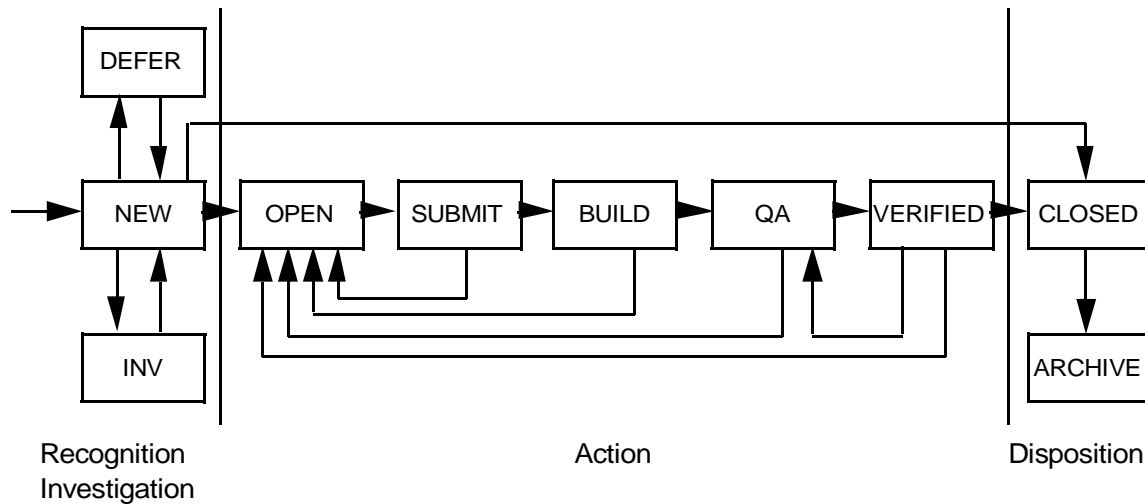 DEFER
NEW
OPEN
SUBMIT
BUILD
QA
VERIFIED
CLOSED
INV
ARCHIVE
Recognition
Investigation
Action
Disposition